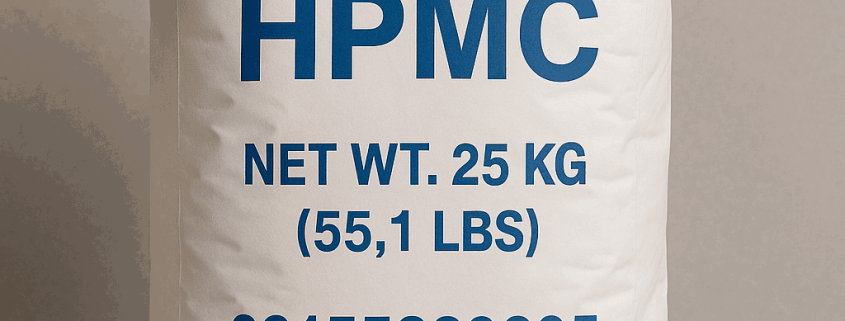 HPMC
NET WT. 25 KG
(55,1 LBS)